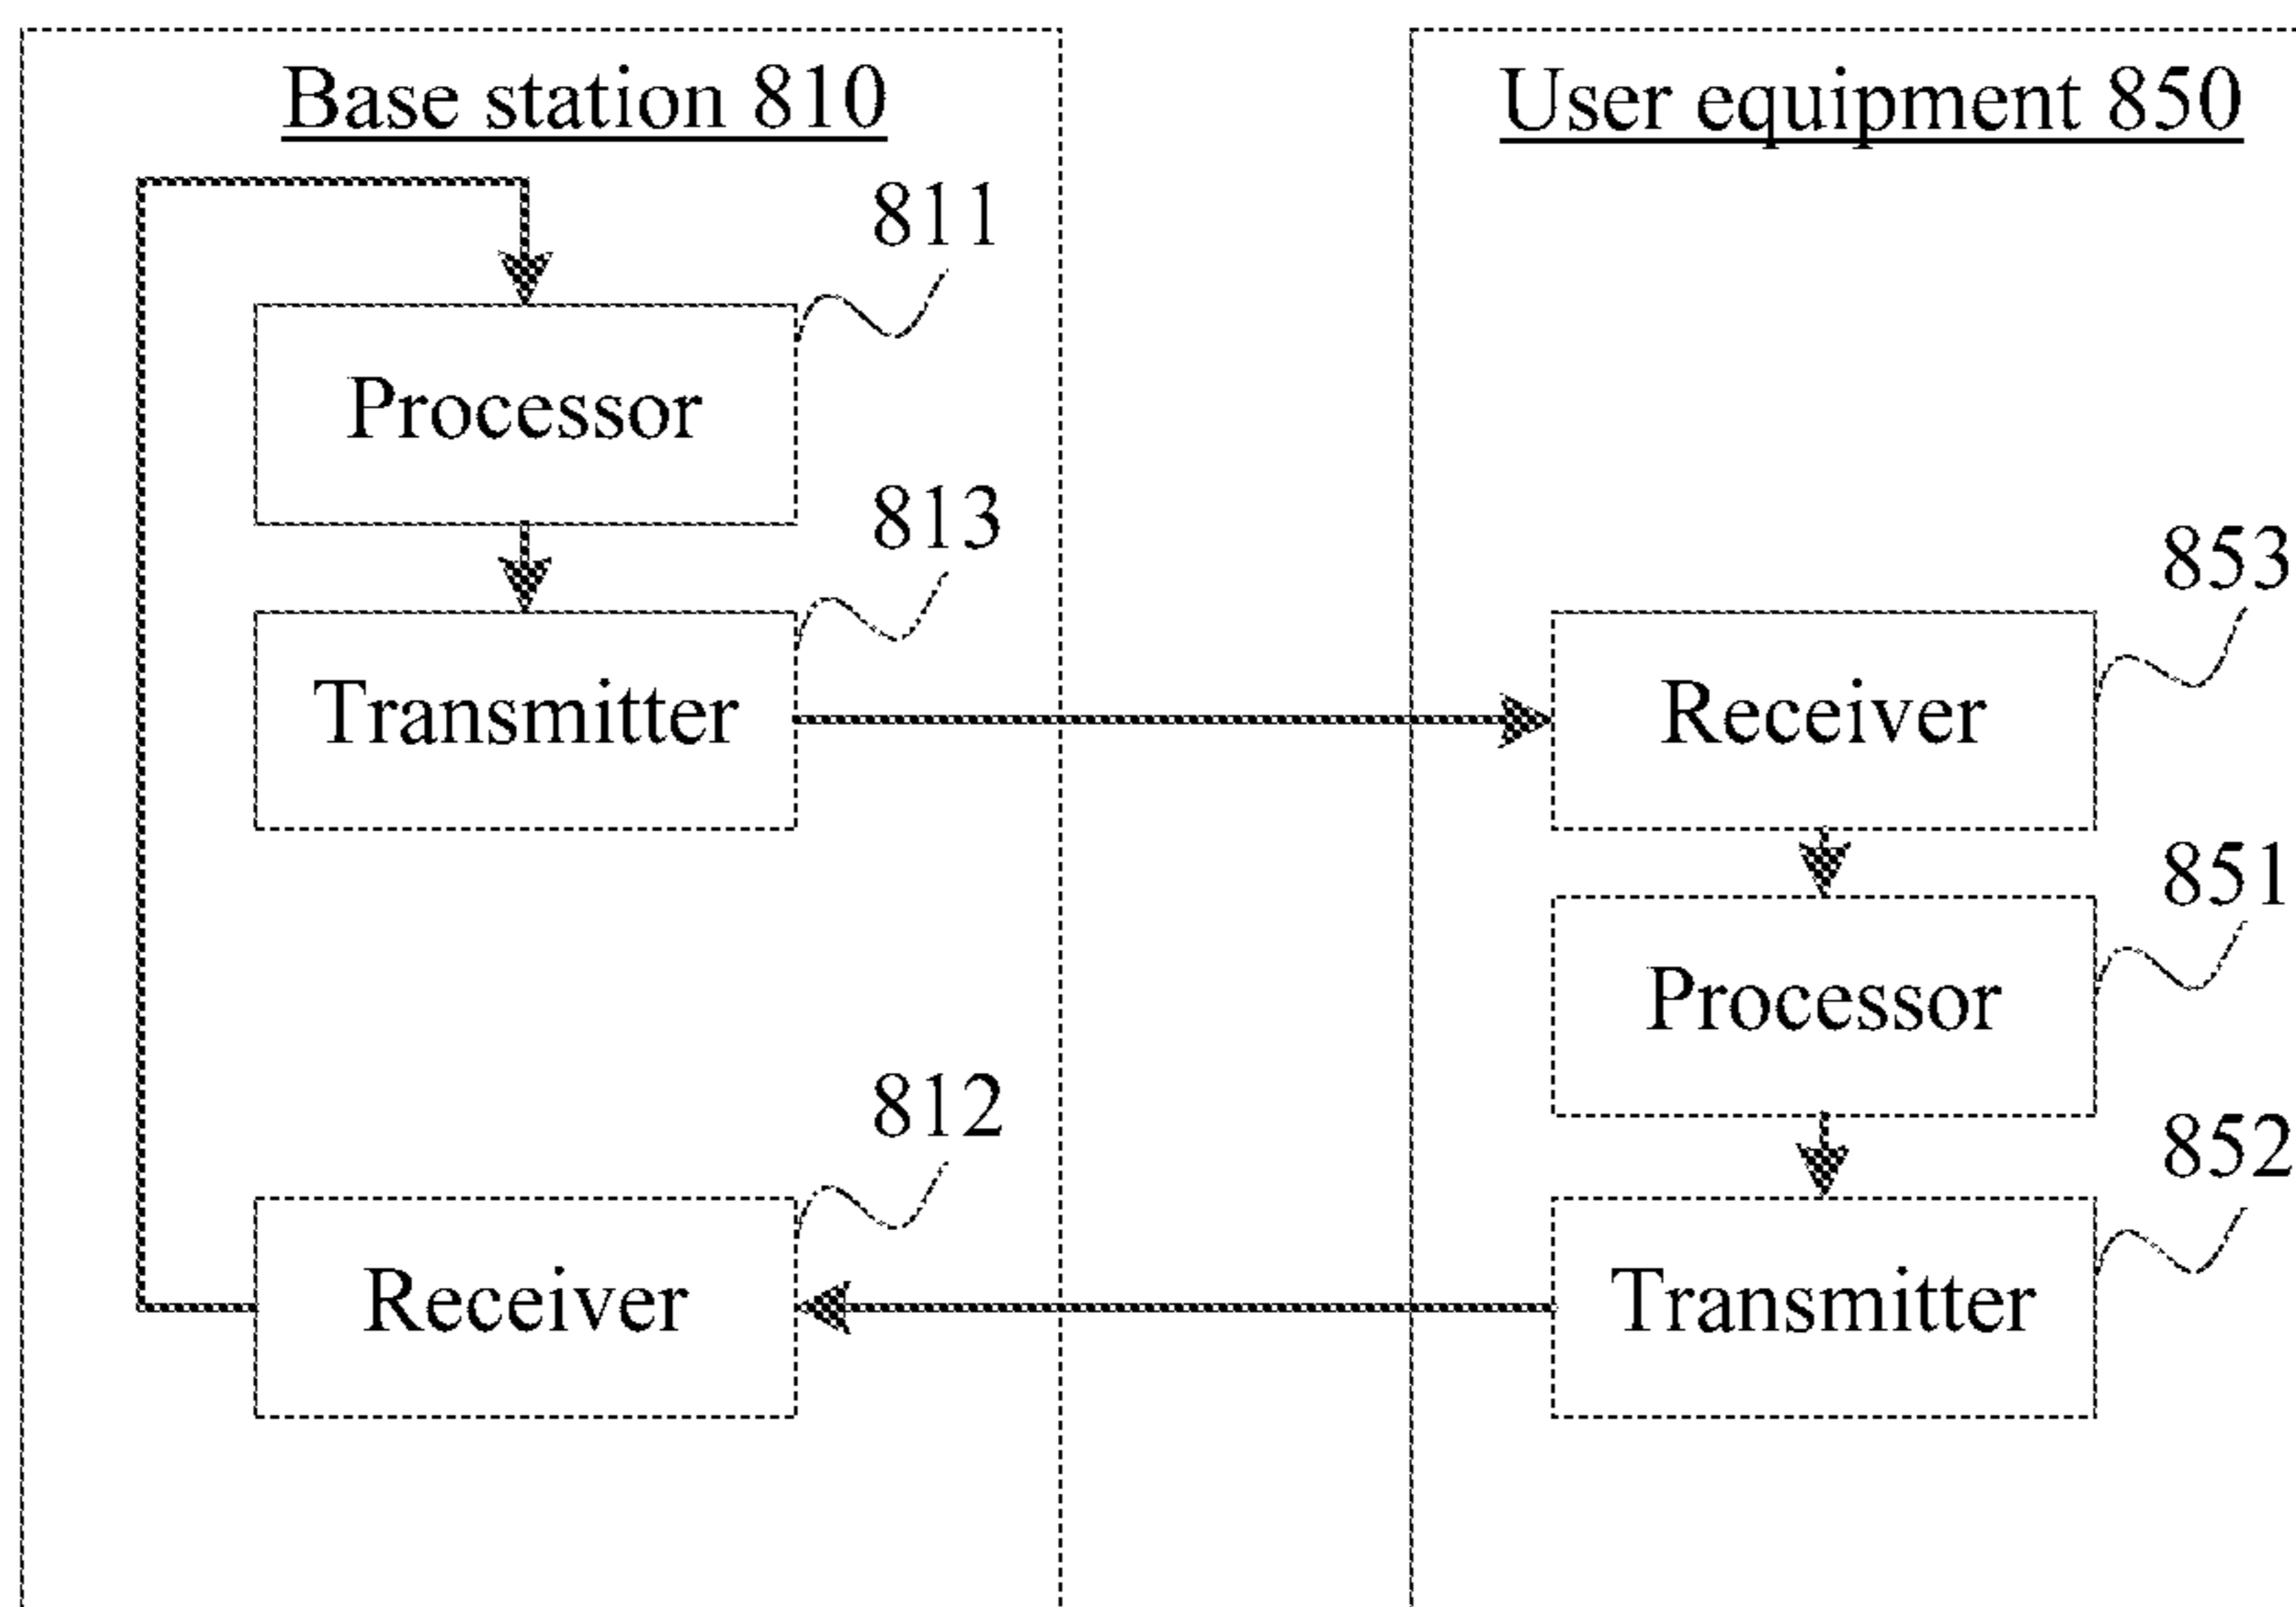 Base station 810
811
Processor
813
Transmitter
812
Receiver
User equipment 850
853
Receiver
851
Processor
852
Transmitter